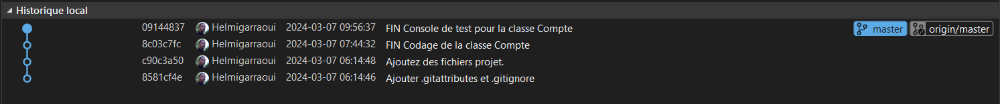 Historique local
09144837 Helmigarraoui 2024-03-07 09:56:37 FIN Console de test pour la classe Compte master origin/master
8c03c7fc Helmigarraoui 2024-03-07 07:44:32 FIN Codage de la classe Compte
c90c3a50 Helmigarraoui 2024-03-07 06:14:48 Ajoutez des fichiers projet.
8581cf4e Helmigarraoui 2024-03-07 06:14:46 Ajouter .gitattributes et .gitignore